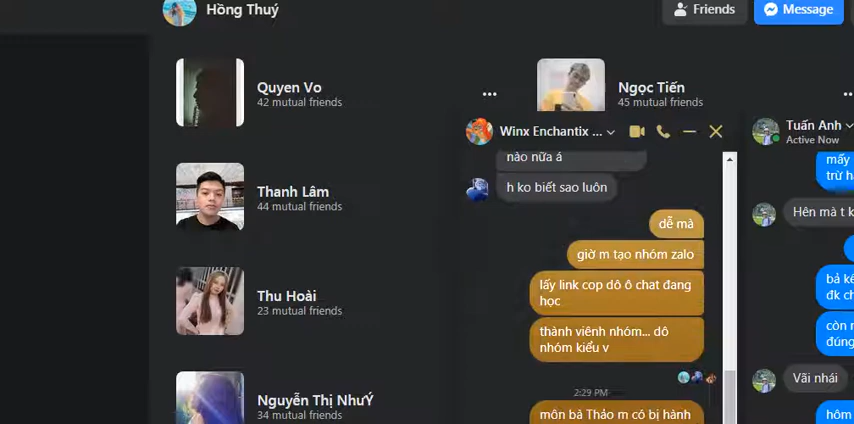 Hồng Thuý
Friends
Message
Quyen Vo
42 mutual friends
Ngọc Tiến
45 mutual friends
Thanh Lâm
44 mutual friends
Thu Hoài
23 mutual friends
Nguyễn Thị NhưÝ
34 mutual friends
Winx Enchantix ...
nào nữa á
h ko biết sao luôn
dễ mà
giờ m tạo nhóm zalo
lấy link cop dô ô chat đang
học
thành viênh nhóm... dô
nhóm kiểu v
2:29 PM
môn bả Thảo m có bị hành
Tuấn Anh
Active Now
mấy
trừ
Hên mà t
bả
đk
còn
đúng
Vãi nhái
hôm